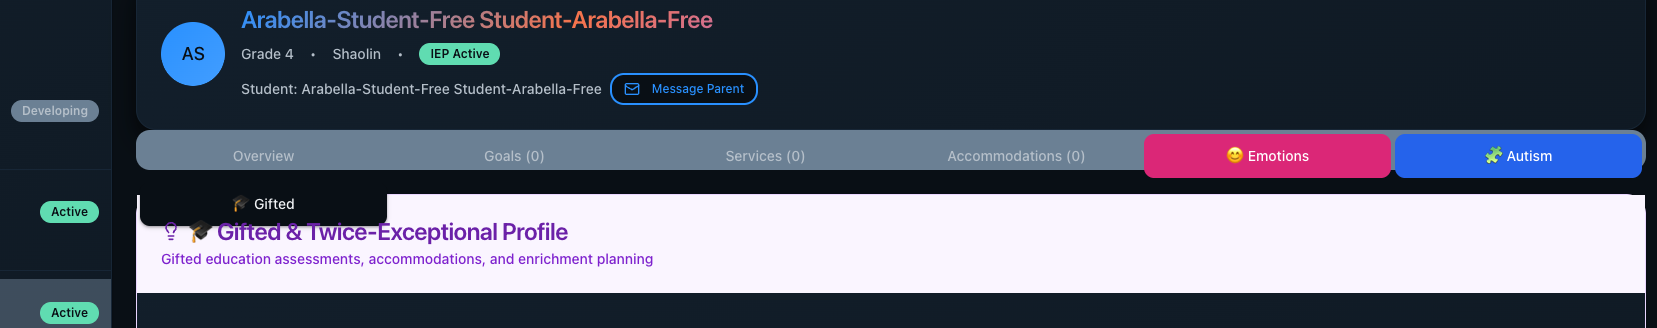 Arabella-Student-Free Student-Arabella-Free
AS
Grade 4 • Shaolin • IEP Active
Student: Arabella-Student-Free Student-Arabella-Free Message Parent
Developing
Overview Goals (0) Services (0) Accommodations (0) 😊 Emotions 🧩 Autism
Active
🎓 Gifted
🎓 Gifted & Twice-Exceptional Profile
Gifted education assessments, accommodations, and enrichment planning
Active